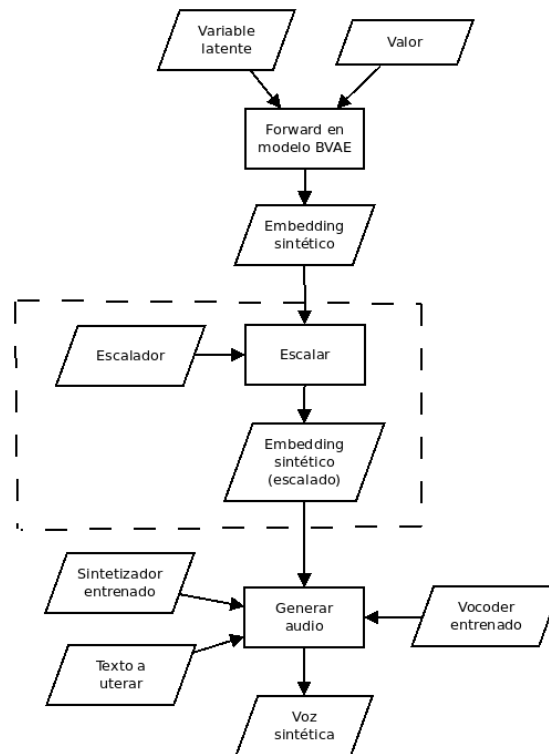 Variable
latente
Valor
Forward en
modelo BVAE
Embedding
sintético
Escalador
Escalar
Embedding
sintético
(escalado)
Sintetizador
entrenado
Generar
audio
Vocoder
entrenado
Texto a
uterar
Voz
sintética